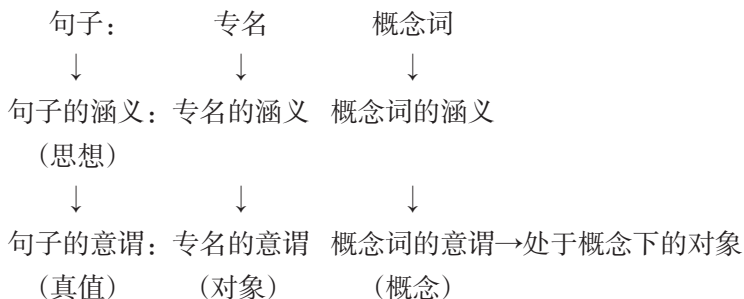 句子： 专名 概念词
↓ ↓ ↓
句子的涵义：专名的涵义 概念词的涵义
（思想）
↓ ↓ ↓
句子的意谓：专名的意谓 概念词的意谓→处于概念下的对象
（真值） （对象） （概念）